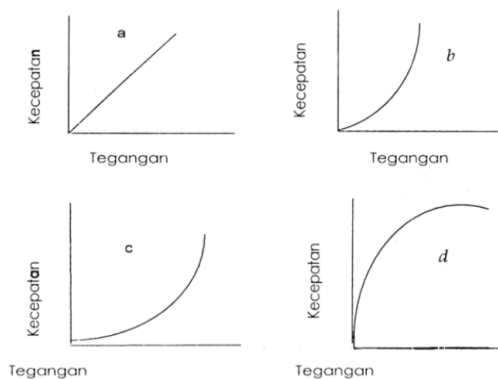 a
Kecepatan
Tegangan
b
Kecepatan
Tegangan
c
Kecepatan
Tegangan
d
Kecepatan
Tegangan